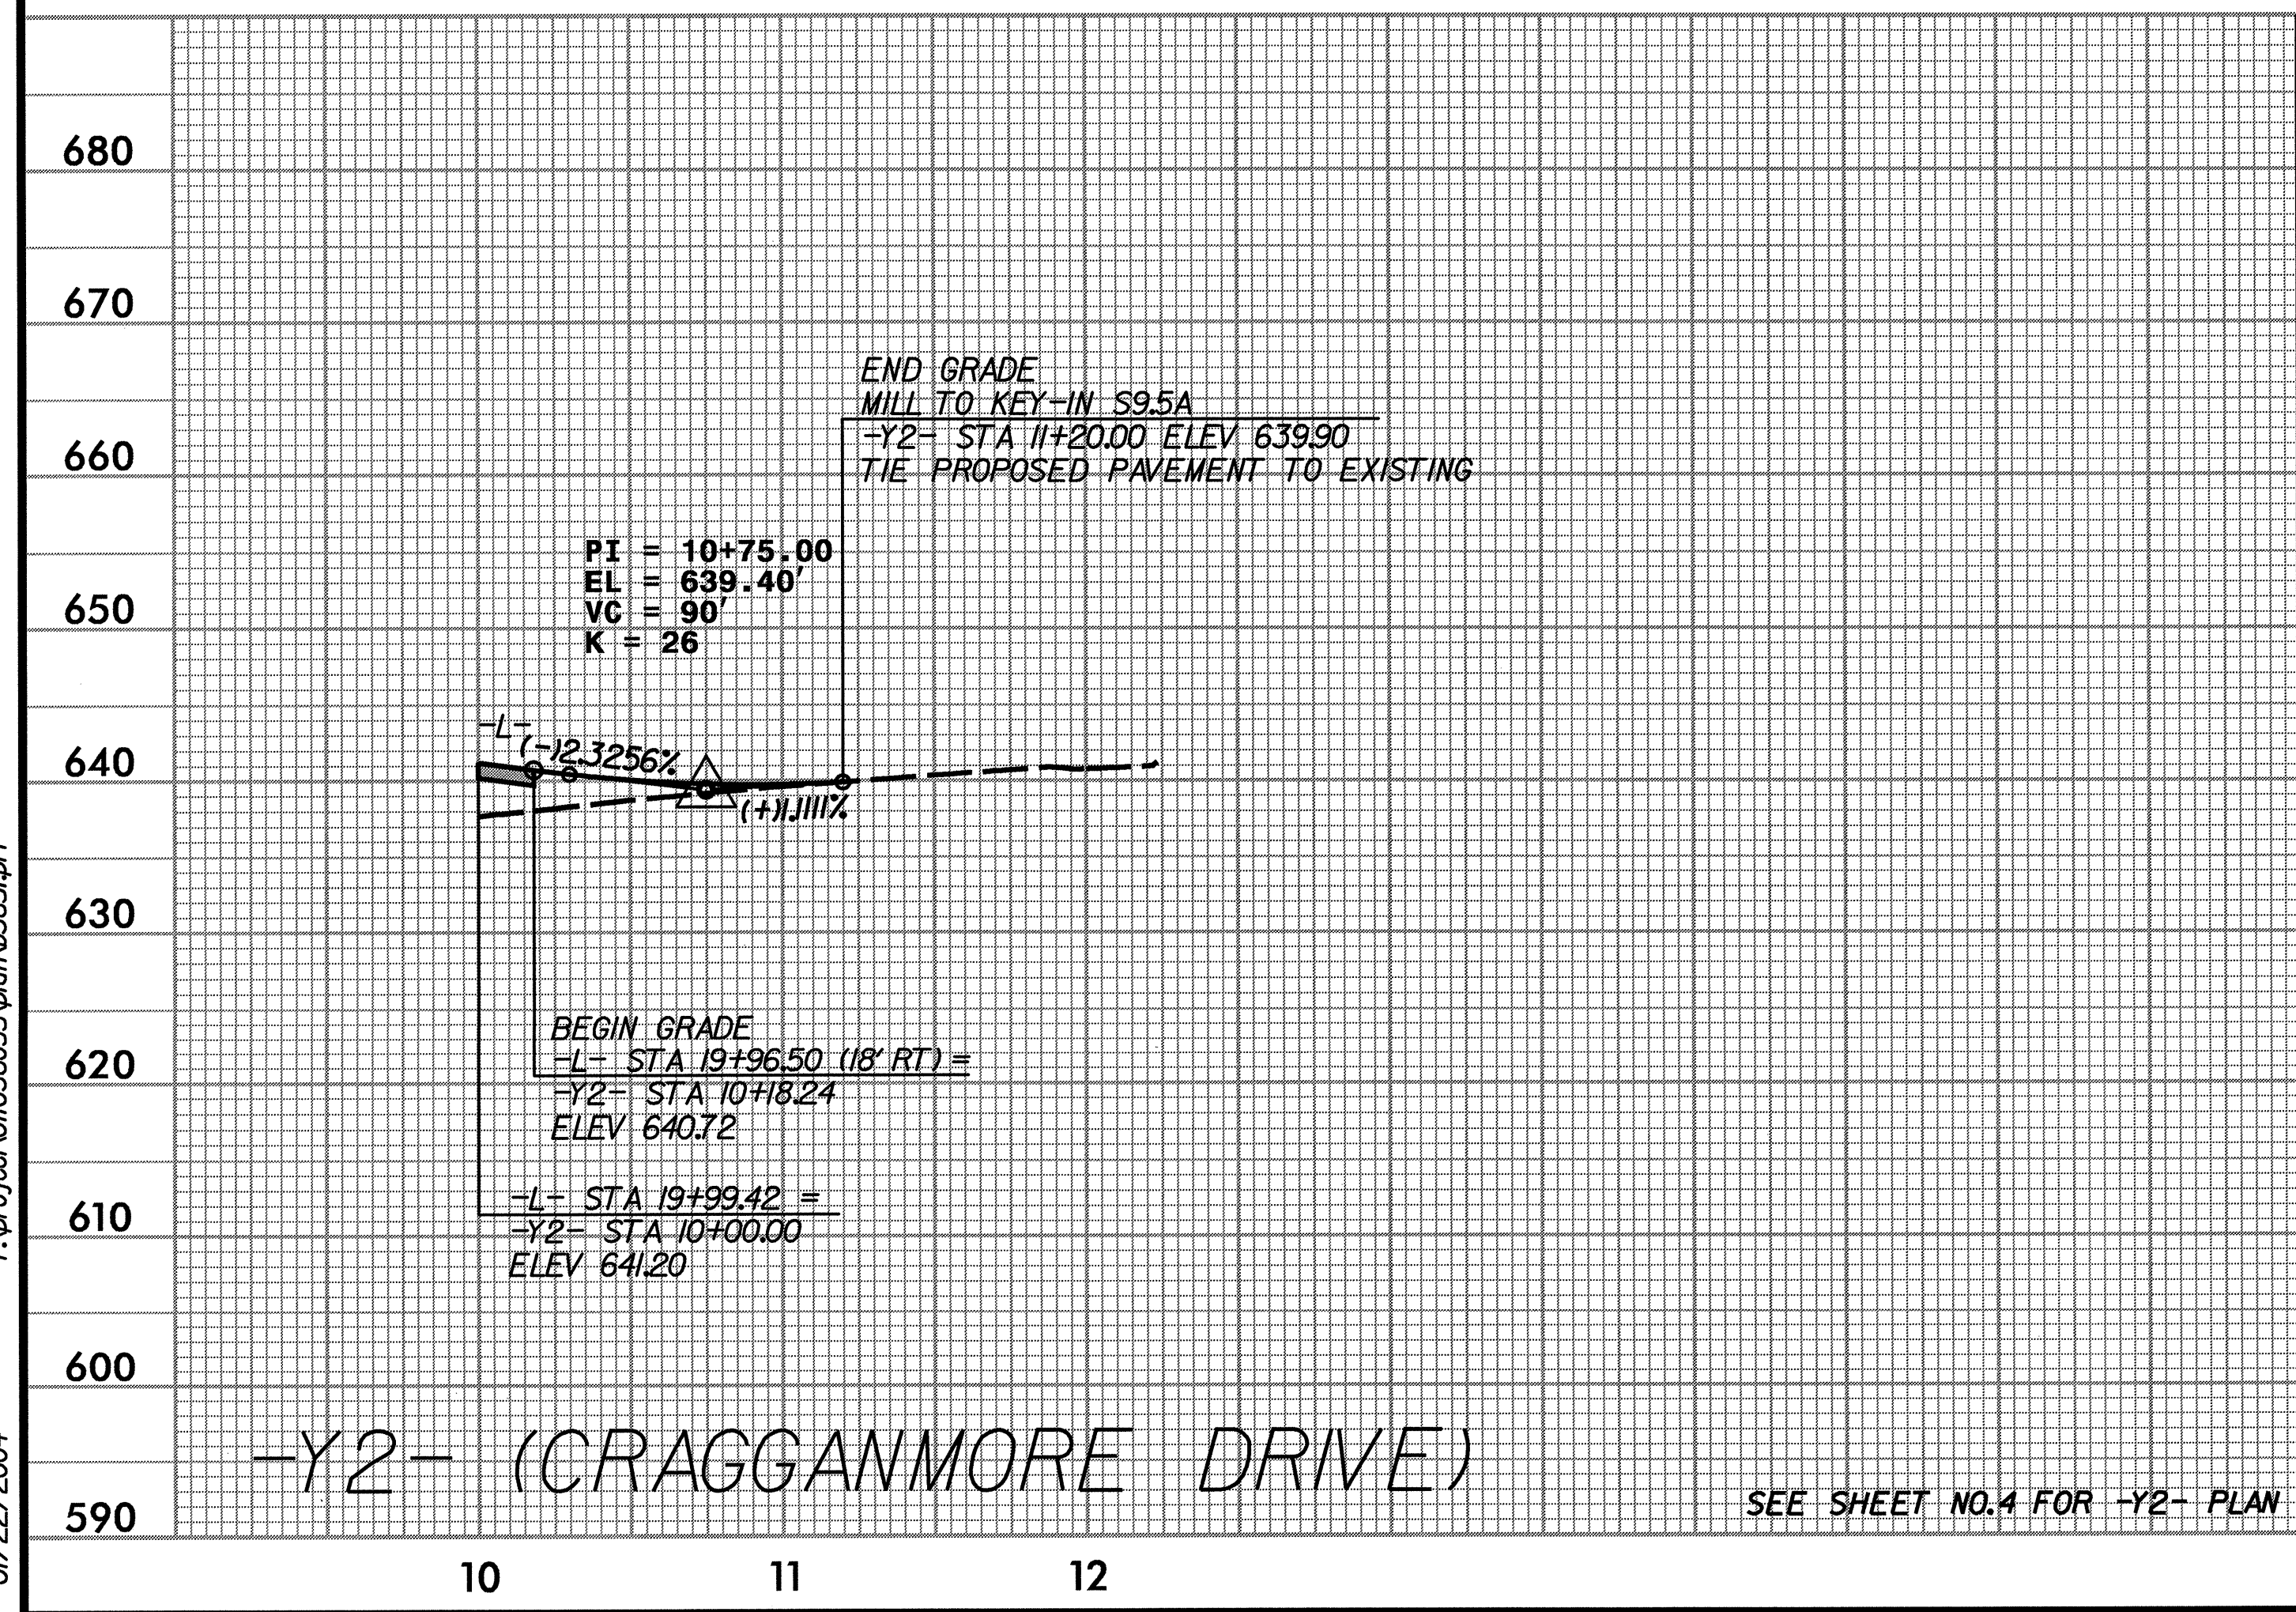 680
670
END GRADE
MILL TO KEY-IN S9.5A
-Y2- STA 11+20.00 ELEV 639.90
660
TIE PROPOSED PAVEMENT TO EXISTING
PI = 10+75.00
EL = 639.40'
VC = 90'
K = 26
650
-L-
(-)2.3256%
640
(+)1.1111%
630
BEGIN GRADE
-L- STA 19+96.50 (18' RT) =
620
-Y2- STA 10+18.24
ELEV 640.72
-L- STA 19+99.42 =
610
-Y2- STA 10+00.00
ELEV 641.20
600
-Y2- (CRAGGANMORE DRIVE)
590
SEE SHEET NO. 4 FOR -Y2- PLAN
10 11 12